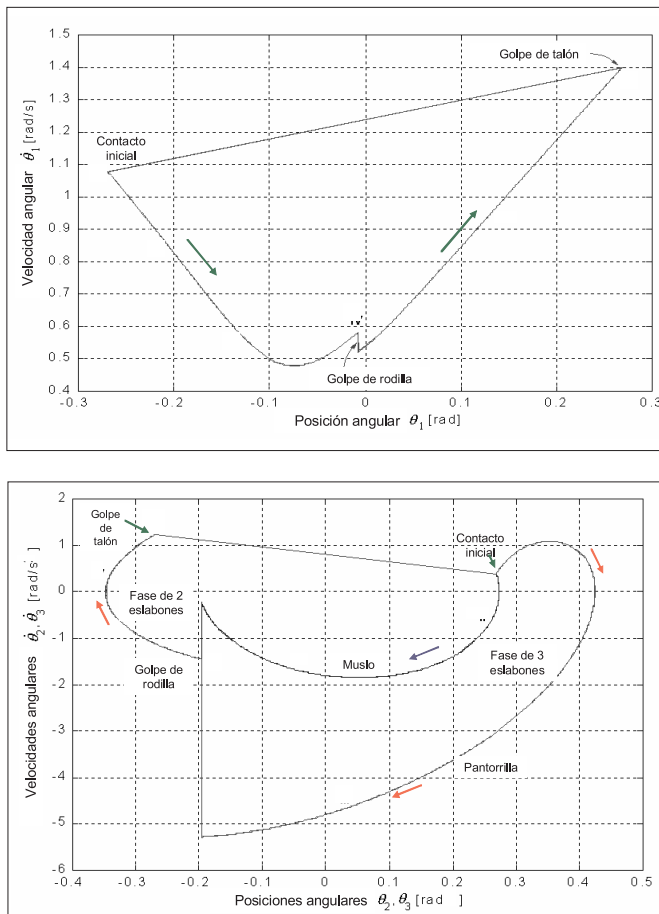 Golpe de talón
1.5
1.4
1.3
1.2
1.1
1
0.9
0.8
0.7
0.6
0.5
0.4
Velocidad angular θ̇₁ [rad/s]
Contacto
inicial
Golpe de rodilla
-0.3
-0.2
-0.1
0
0.1
0.2
0.3
Posición angular θ₁ [rad]
2
1
0
1
-2
-3
-4
-5
-6
Velocidades angulares θ̇₂, θ̇₃ [rad/s]
Golpe
de
talón
Contacto
inicial
Fase de 2
eslabones
Golpe de
rodilla
Muslo
Fase de 3
eslabones
Pantorrilla
-0.4
-0.3
-0.2
-0.1
0
0.1
0.2
0.3
0.4
0.5
Posiciones angulares θ₂, θ₃ [rad ]